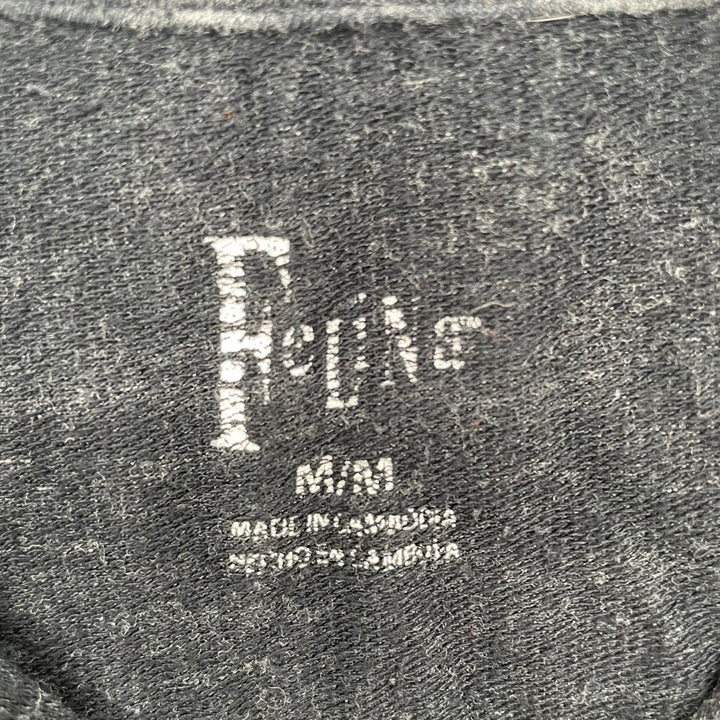 FeLiNe
M/M
MADE IN CAMBODIA
HECHO EN CAMBOYA